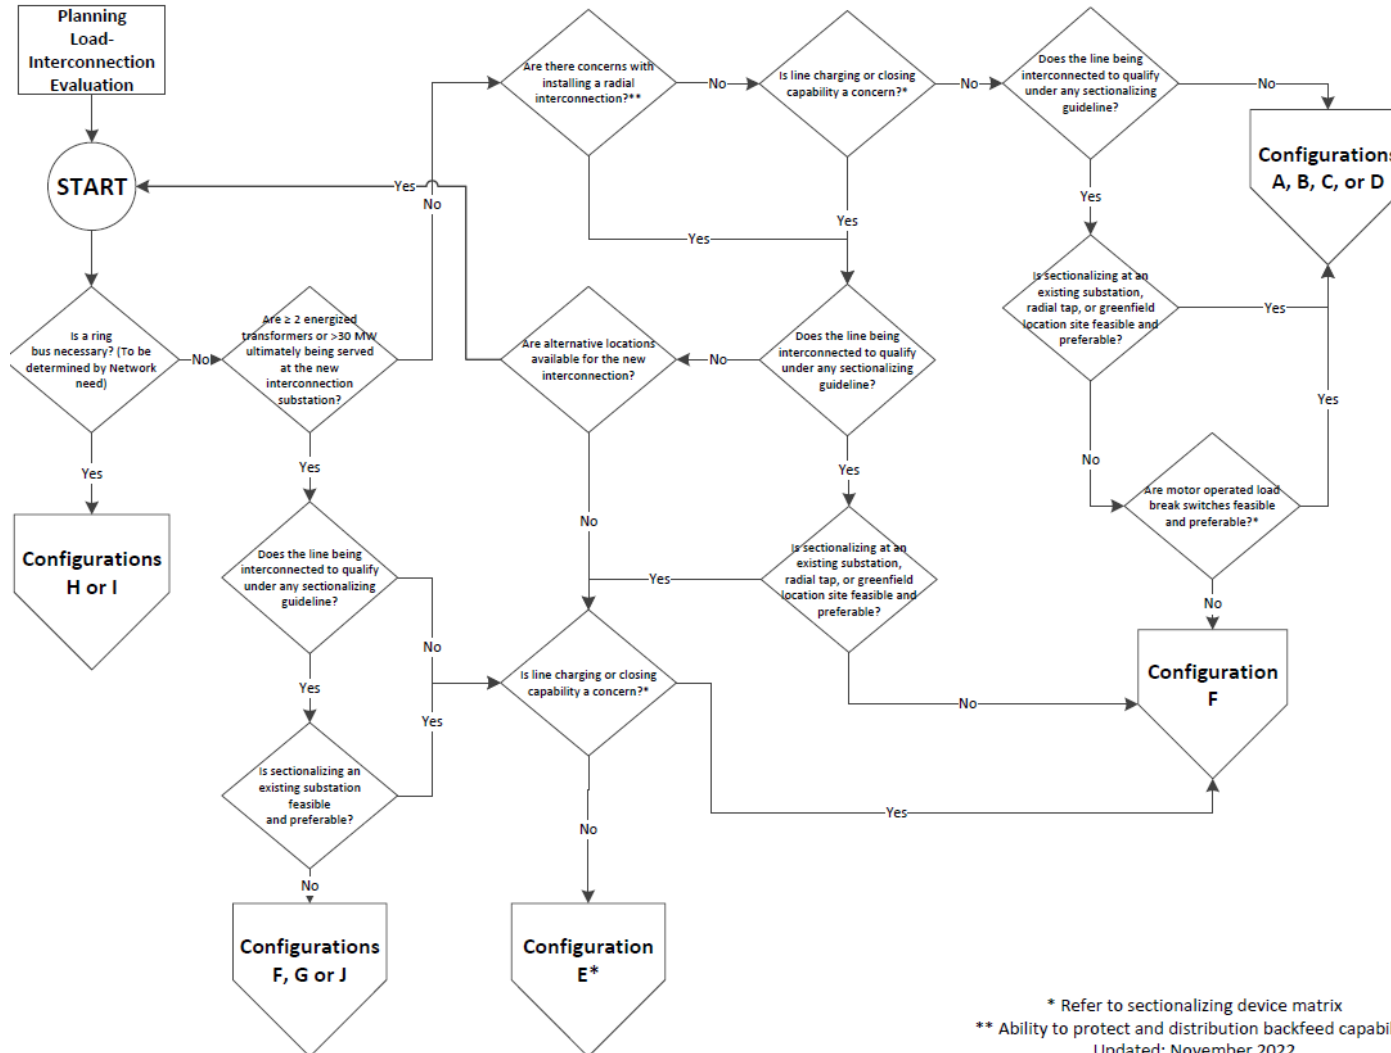 Planning
Load-
Interconnection
Evaluation
START
Is a ring
bus necessary? (To be
determined by Network
need)
No
Yes
Configurations
H or I
Are ≥ 2 energized
transformers or >30 MW
ultimately being served
at the new
interconnection
substation?
No
Yes
Does the line being
interconnected to qualify
under any sectionalizing
guideline?
No
Yes
Is sectionalizing an
existing substation
feasible
and preferable?
Yes
No
Configurations
F, G or J
Are there concerns with
installing a radial
interconnection?**
No
Yes
Is line charging or closing
capability a concern?*
No
Yes
Does the line being
interconnected to qualify
under any sectionalizing
guideline?
No
Yes
Configurations
A, B, C, or D
Is sectionalizing at an
existing substation,
radial tap, or greenfield
location site feasible and
preferable?
Yes
No
Are motor operated load
break switches feasible
and preferable?*
Yes
No
Configuration
F
Does the line being
interconnected to qualify
under any sectionalizing
guideline?
No
Yes
Are alternative locations
available for the new
interconnection?
Yes
No
Is sectionalizing at an
existing substation,
radial tap, or greenfield
location site feasible and
preferable?
Yes
No
Is line charging or closing
capability a concern?*
Yes
No
Configuration
E*
* Refer to sectionalizing device matrix
** Ability to protect and distribution backfeed capabil
Updated: November 2022